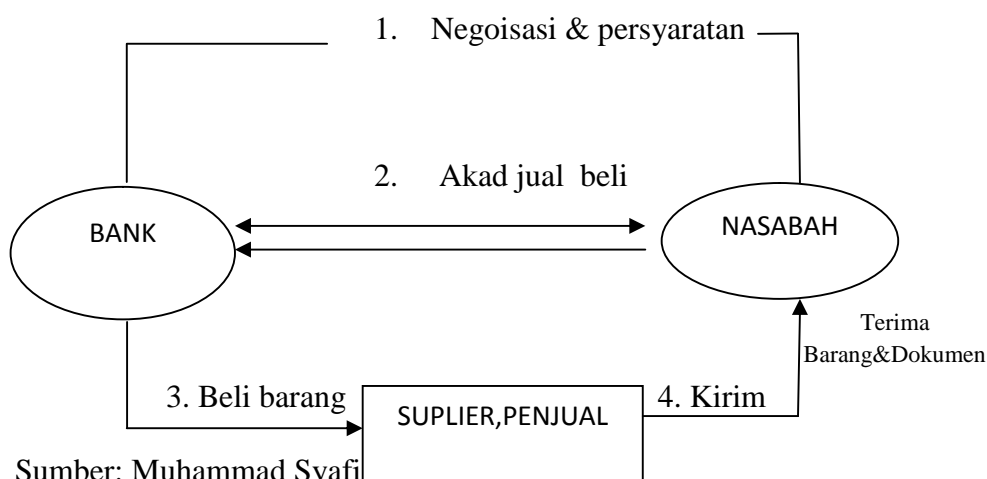 1. Negoisasi & persyaratan
2. Akad jual beli
BANK
NASABAH
Terima
Barang&Dokumen
3. Beli barang
SUPLIER,PENJUAL
4. Kirim
Sumber: Muhammad Syafi